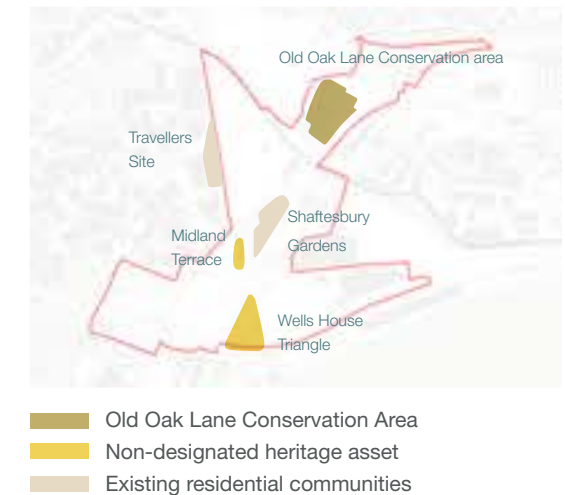 Old Oak Lane Conservation area
Travellers
Site
Shaftesbury
Gardens
Midland
Terrace
Wells House
Triangle
Old Oak Lane Conservation Area
Non-designated heritage asset
Existing residential communities